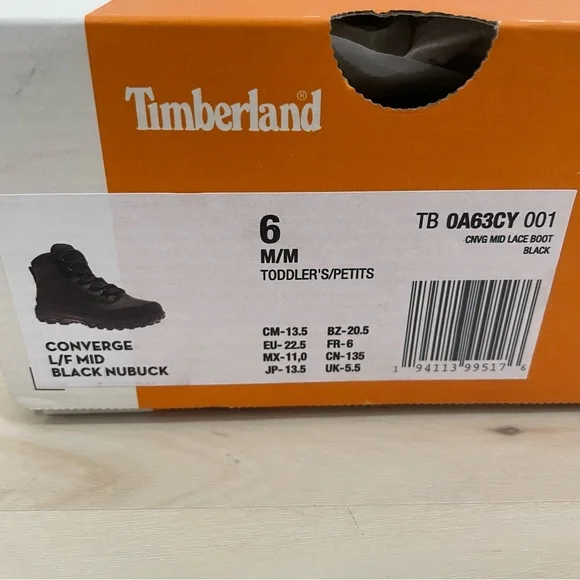 Timberland®
6
M/M
TODDLER'S/PETITS
TB 0A63CY 001
CNVG MID LACE BOOT
BLACK
CONVERGE
L/F MID
BLACK NUBUCK
CM-13.5 BZ-20.5
EU- 22.5 FR-6
MX-11,0 CN-135
JP-13.5 UK-5.5
1 94113 99517 6